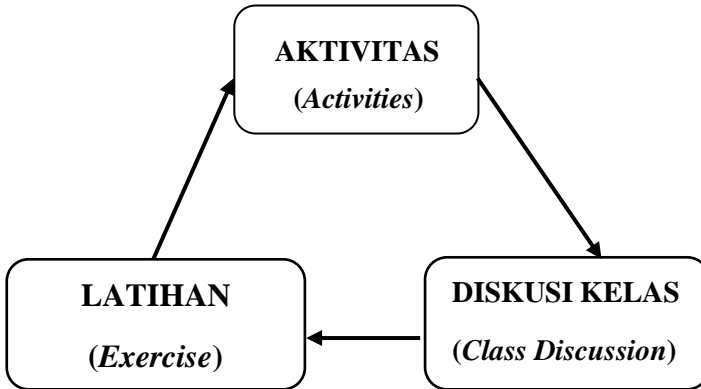 AKTIVITAS
(Activities)
LATIHAN
(Exercise)
DISKUSI KELAS
(Class Discussion)